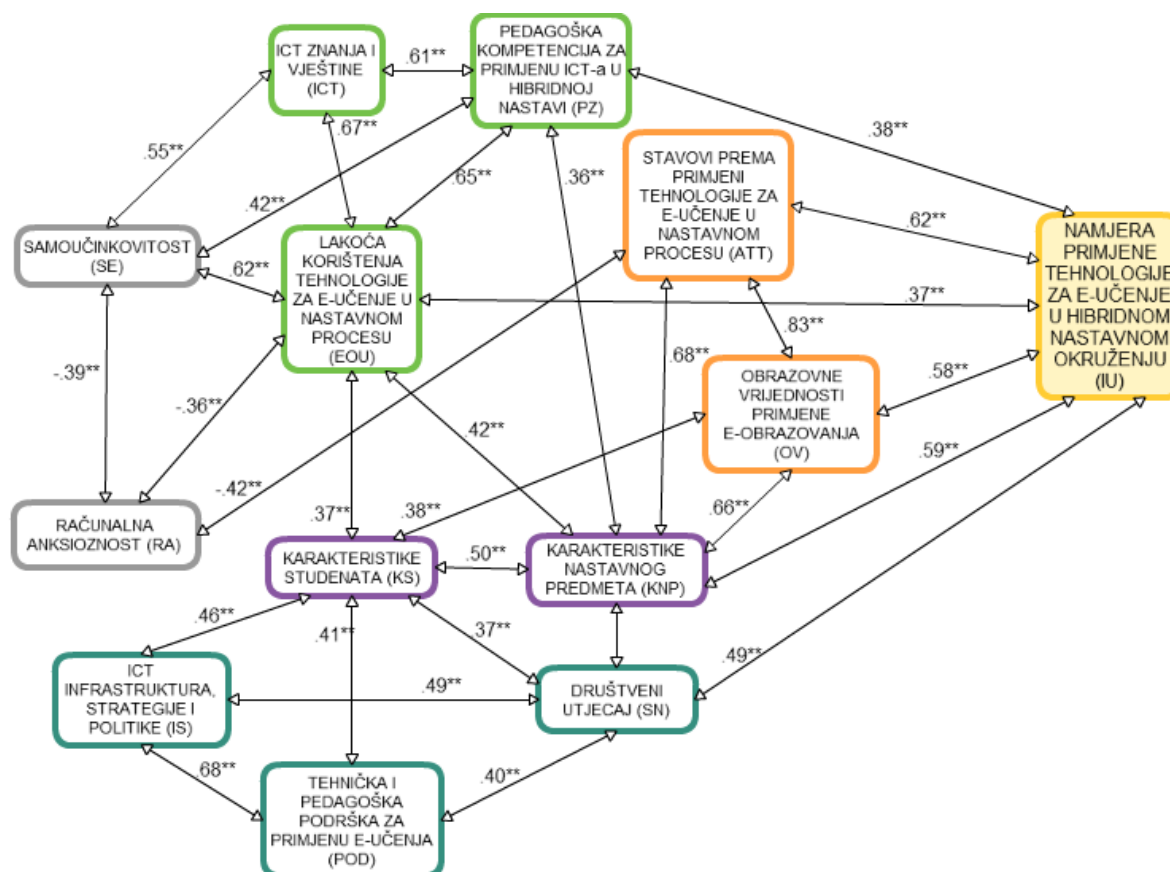 ICT ZNANJA I
VJEŠTINE
(ICT)
.61**
PEDAGOŠKA
KOMPETENCIJA ZA
PRIMJENU ICT-a U
HIBRIDNOJ
NASTAVI (PZ)
.38**
.55**
.67**
.65**
.42**
.36**
STAVOVI PREMA
PRIMJENI
TEHNOLOGIJE ZA
E-UČENJE U
NASTAVNOM
PROCESU (ATT)
.62**
SAMOUČINKOVITOST
(SE)
.62**
LAKOĆA
KORIŠTENJA
TEHNOLOGIJE
ZA E-UČENJE U
NASTAVNOM
PROCESU
(EOU)
.37**
NAMJERA
PRIMJENE
TEHNOLOGIJE
ZA E-UČENJE
U HIBRIDNOM
NASTAVNOM
OKRUŽENJU
(IU)
-.39**
-.36**
.68**
.83**
.58**
OBRAZOVNE
VRIJEDNOSTI
PRIMJENE
E-OBRAZOVANJA
(OV)
.42**
.59**
-.42**
.37**
.38**
.66**
RAČUNALNA
ANKSIOZNOST (RA)
KARAKTERISTIKE
STUDENATA (KS)
.50**
KARAKTERISTIKE
NASTAVNOG
PREDMETA (KNP)
.46**
.41**
.37**
.49**
ICT
INFRASTRUKTURA,
STRATEGIJE I
POLITIKE (IS)
.49**
DRUŠTVENI
UTJECAJ (SN)
.68**
.40**
TEHNIČKA I
PEDAGOŠKA
PODRŠKA ZA
PRIMJENU E-UČENJA
(POD)